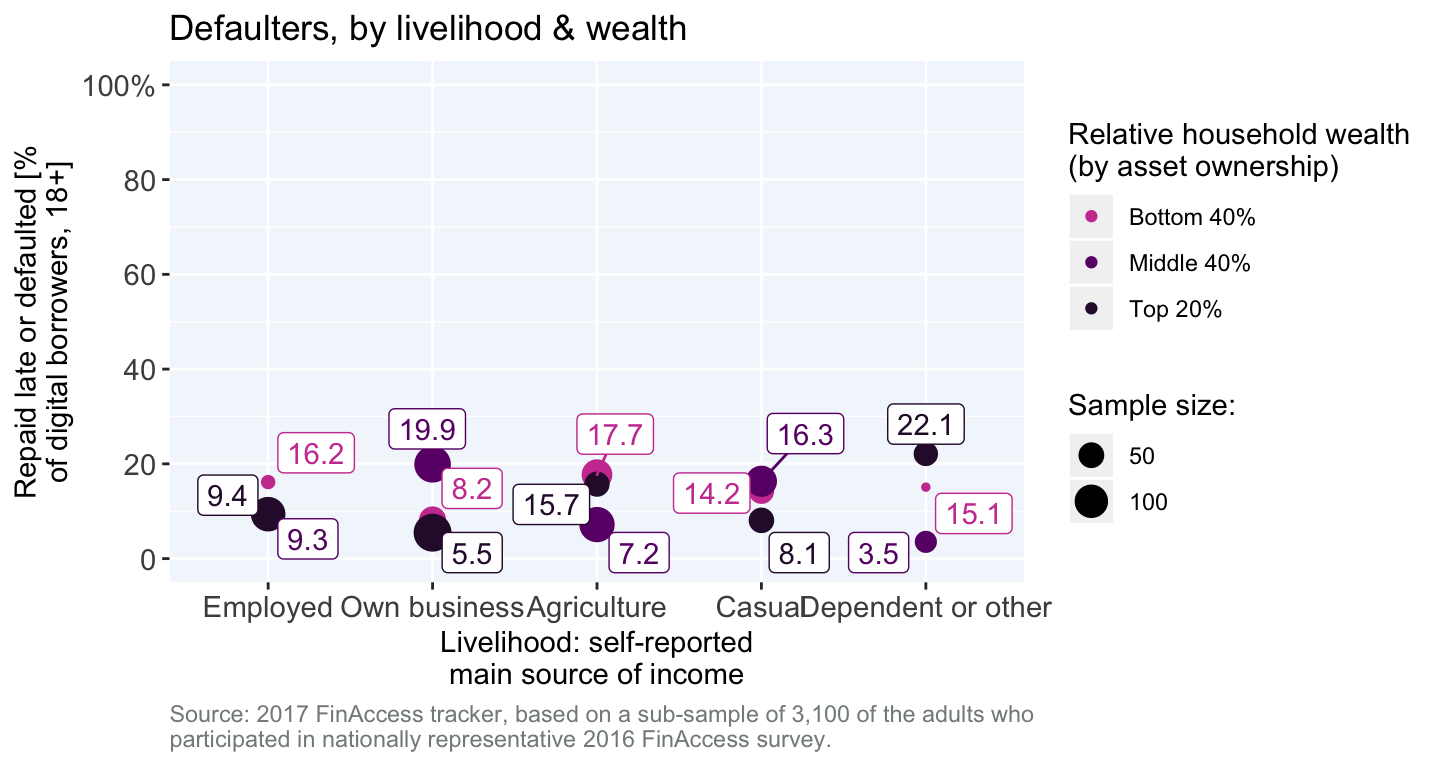 Defaulters, by livelihood & wealth
Repaid late or defaulted [%
of digital borrowers, 18+]
100%
80
60
40
20
0
16.2
9.4
9.3
19.9
8.2
5.5
17.7
15.7
7.2
16.3
14.2
8.1
22.1
15.1
3.5
Employed
Own business
Agriculture
Casual
Dependent or other
Livelihood: self-reported
main source of income
Relative household wealth
(by asset ownership)
Bottom 40%
Middle 40%
Top 20%
Sample size:
50
100
Source: 2017 FinAccess tracker, based on a sub-sample of 3,100 of the adults who
participated in nationally representative 2016 FinAccess survey.